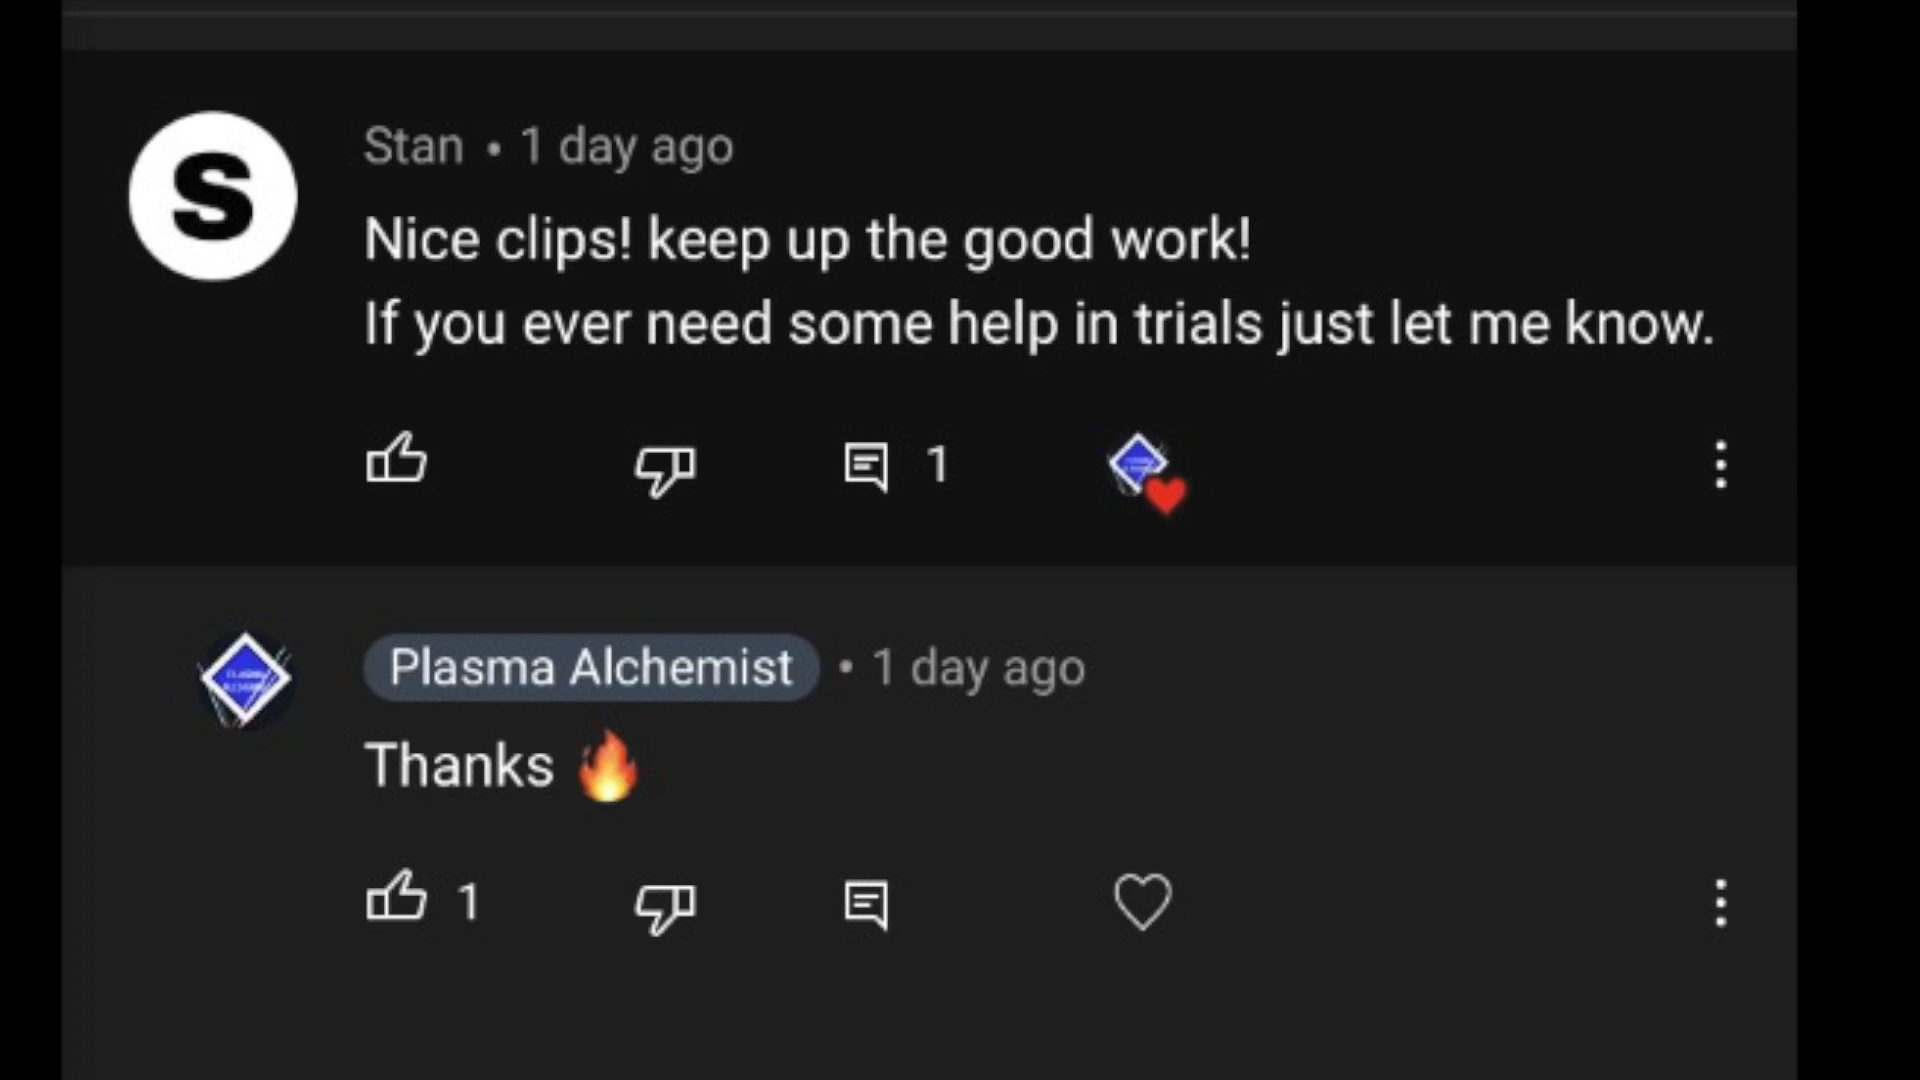 S
Stan • 1 day ago
Nice clips! keep up the good work!
If you ever need some help in trials just let me know.
1
Plasma Alchemist • 1 day ago
Thanks 🔥
1